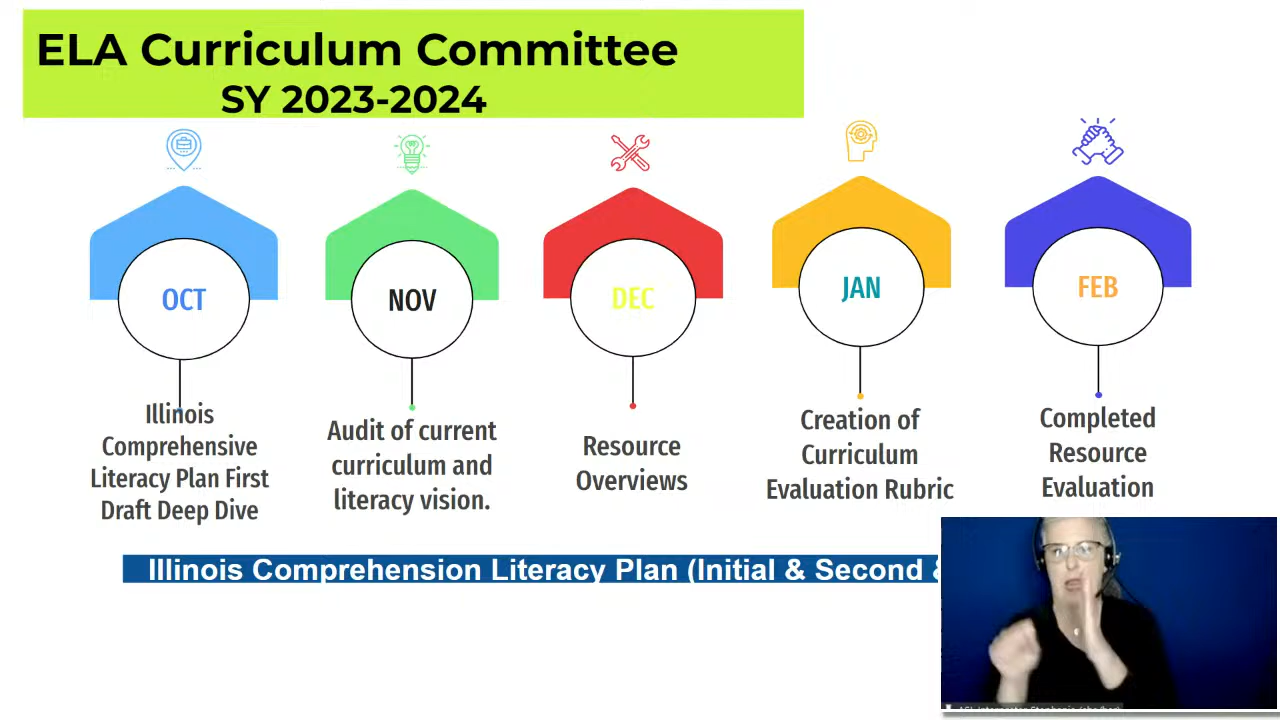 ELA Curriculum Committee
SY 2023-2024
OCT
NOV
DEC
JAN
FEB
Illinois
Comprehensive
Literacy Plan First
Draft Deep Dive
Audit of current
curriculum and
literacy vision.
Resource
Overviews
Creation of
Curriculum
Evaluation Rubric
Completed
Resource
Evaluation
Illinois Comprehension Literacy Plan (Initial & Second &